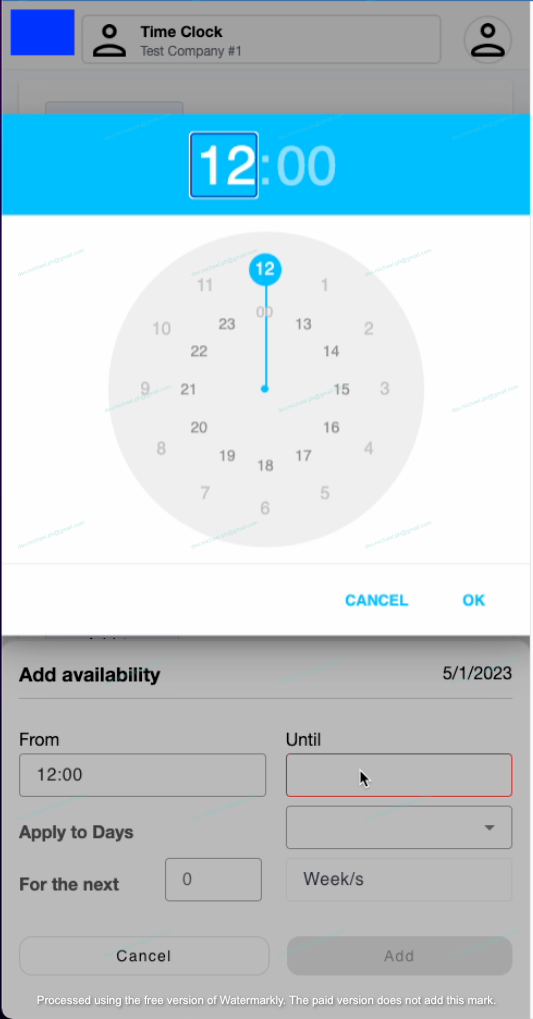 Time Clock
Test Company #1
12:00
12
11
1
00
23
13
10
2
22
14
9
21
15
3
20
16
8
4
19
17
18
7
5
6
CANCEL
OK
Add availability
5/1/2023
From
Until
12:00
Apply to Days
For the next
0
Week/s
Cancel
Add
Processed using the free version of Watermarkly. The paid version does not add this mark.